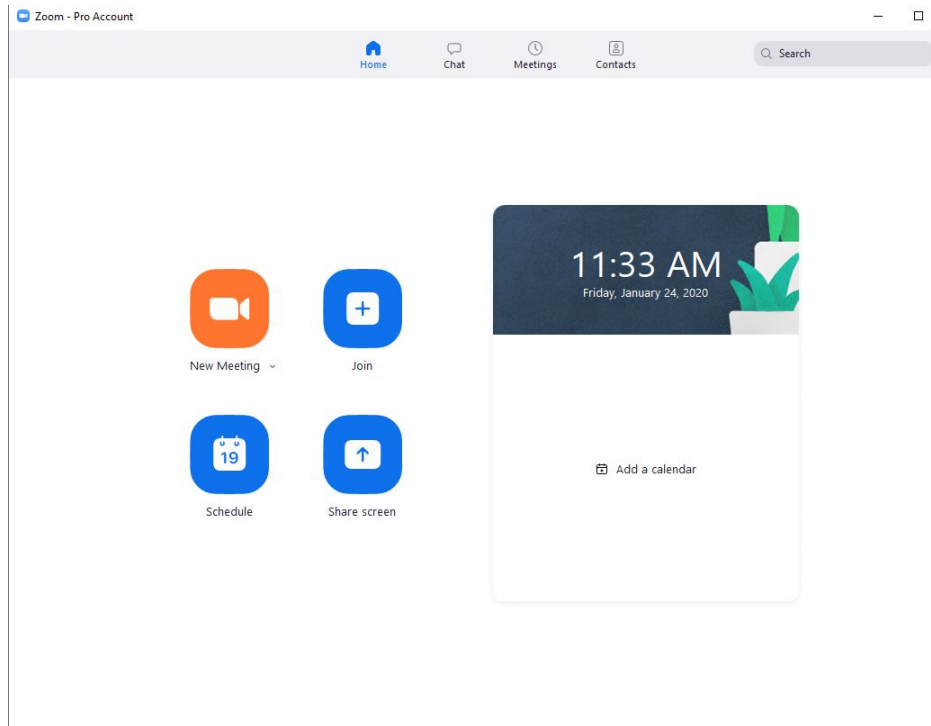 Zoom - Pro Account
Home Chat Meetings Contacts Search
11:33 AM
Friday, January 24, 2020
New Meeting Join
19
Schedule Share screen
Add a calendar